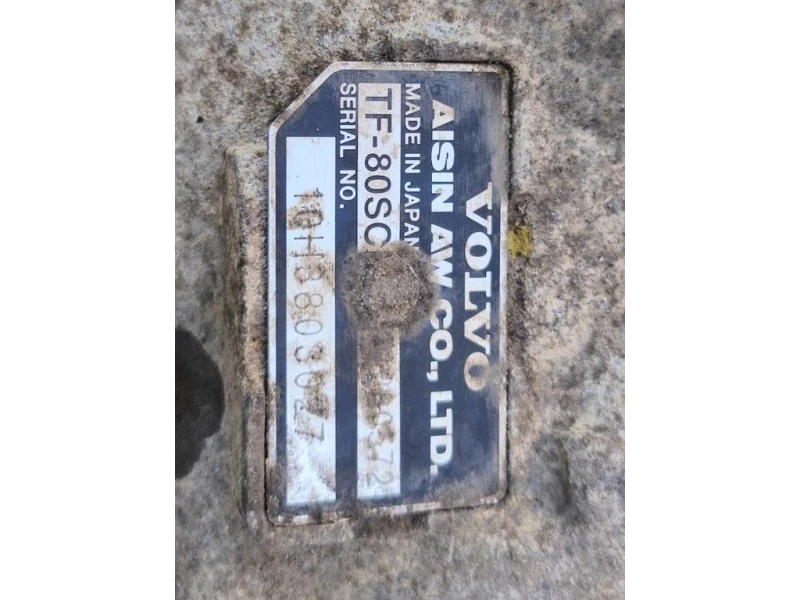 VOLVO
AISIN AW CO., LTD.
MADE IN JAPAN
TF-80SC
SERIAL NO.